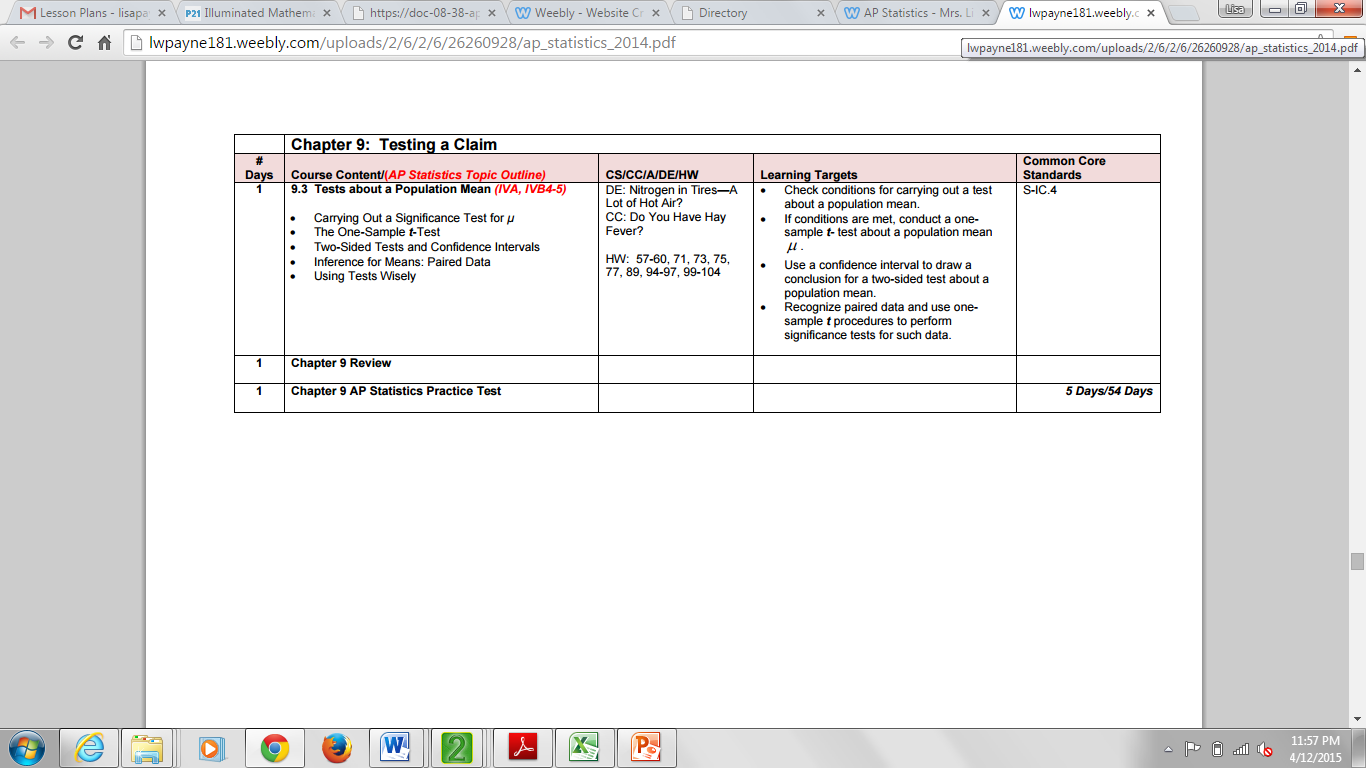 Lesson Plans - lisapa
Illuminated Mathema
https://doc-08-38-ap
Weebly - Website Cr
Directory
AP Statistics - Mrs. Li
lwpayne181.weebly.c
Lisa
lwpayne181.weebly.com/uploads/2/6/2/6/26260928/ap_statistics_2014.pdf
lwpayne181.weebly.com/uploads/2/6/2/6/26260928/ap_statistics_2014.pdf
Chapter 9: Testing a Claim
# Days
Course Content/(AP Statistics Topic Outline)
CS/CC/A/DE/HW
Learning Targets
Common Core
Standards
1
9.3 Tests about a Population Mean (IVA, IVB4-5)
• Carrying Out a Significance Test for μ
• The One-Sample t-Test
• Two-Sided Tests and Confidence Intervals
• Inference for Means: Paired Data
• Using Tests Wisely
DE: Nitrogen in Tires—A
Lot of Hot Air?
CC: Do You Have Hay
Fever?
HW: 57-60, 71, 73, 75,
77, 89, 94-97, 99-104
• Check conditions for carrying out a test
about a population mean.
• If conditions are met, conduct a one-
sample t- test about a population mean
μ .
• Use a confidence interval to draw a
conclusion for a two-sided test about a
population mean.
• Recognize paired data and use one-
sample t procedures to perform
significance tests for such data.
S-IC.4
1
Chapter 9 Review
1
Chapter 9 AP Statistics Practice Test
5 Days/54 Days
11:57 PM
4/12/2015